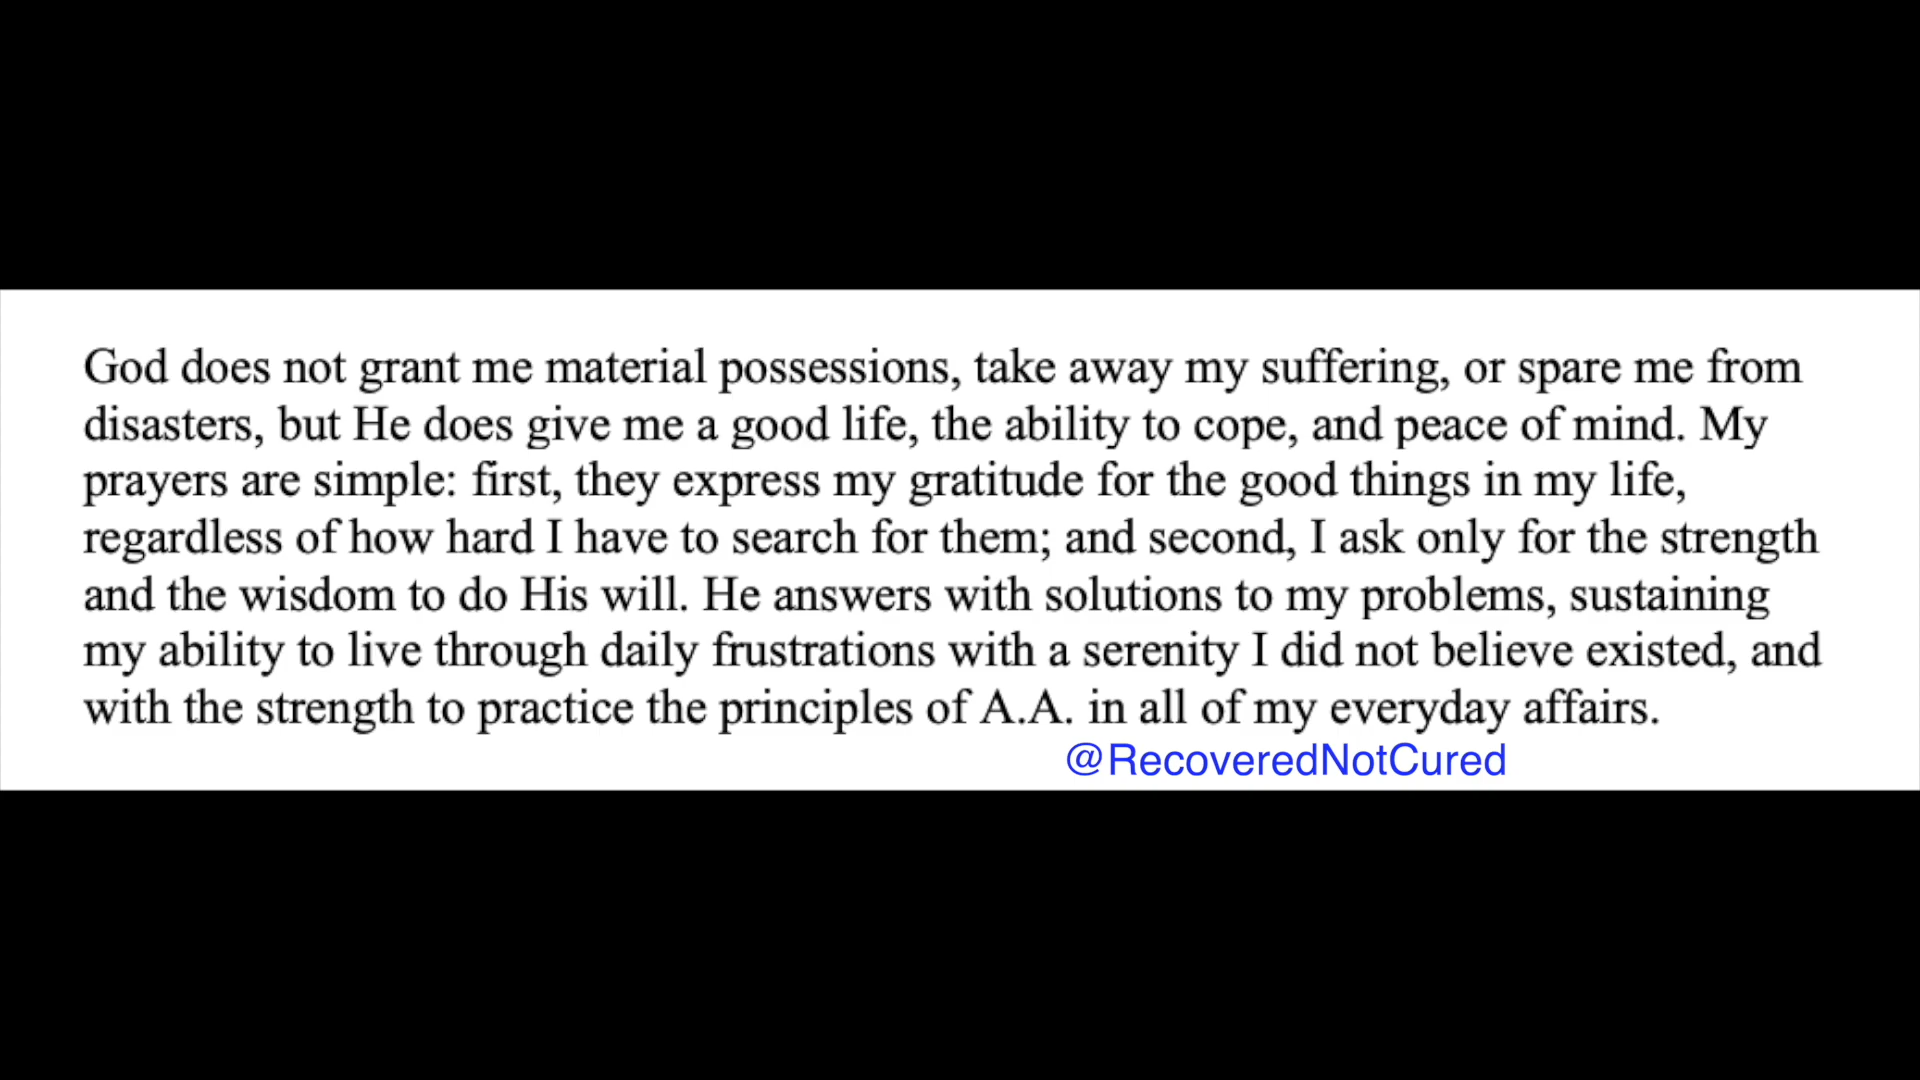 God does not grant me material possessions, take away my suffering, or spare me from
disasters, but He does give me a good life, the ability to cope, and peace of mind. My
prayers are simple: first, they express my gratitude for the good things in my life,
regardless of how hard I have to search for them; and second, I ask only for the strength
and the wisdom to do His will. He answers with solutions to my problems, sustaining
my ability to live through daily frustrations with a serenity I did not believe existed, and
with the strength to practice the principles of A.A. in all of my everyday affairs.
@RecoveredNotCured